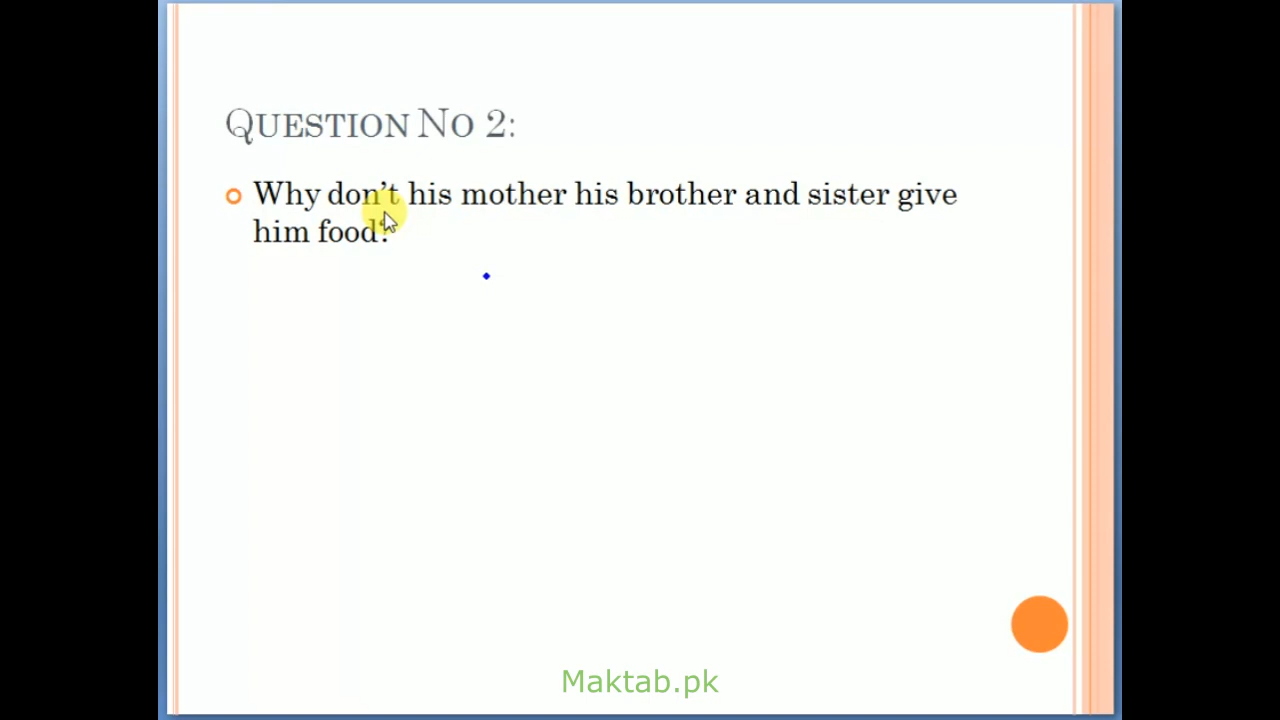 QUESTION NO 2:
Why don't his mother his brother and sister give
him food?
Maktab.pk